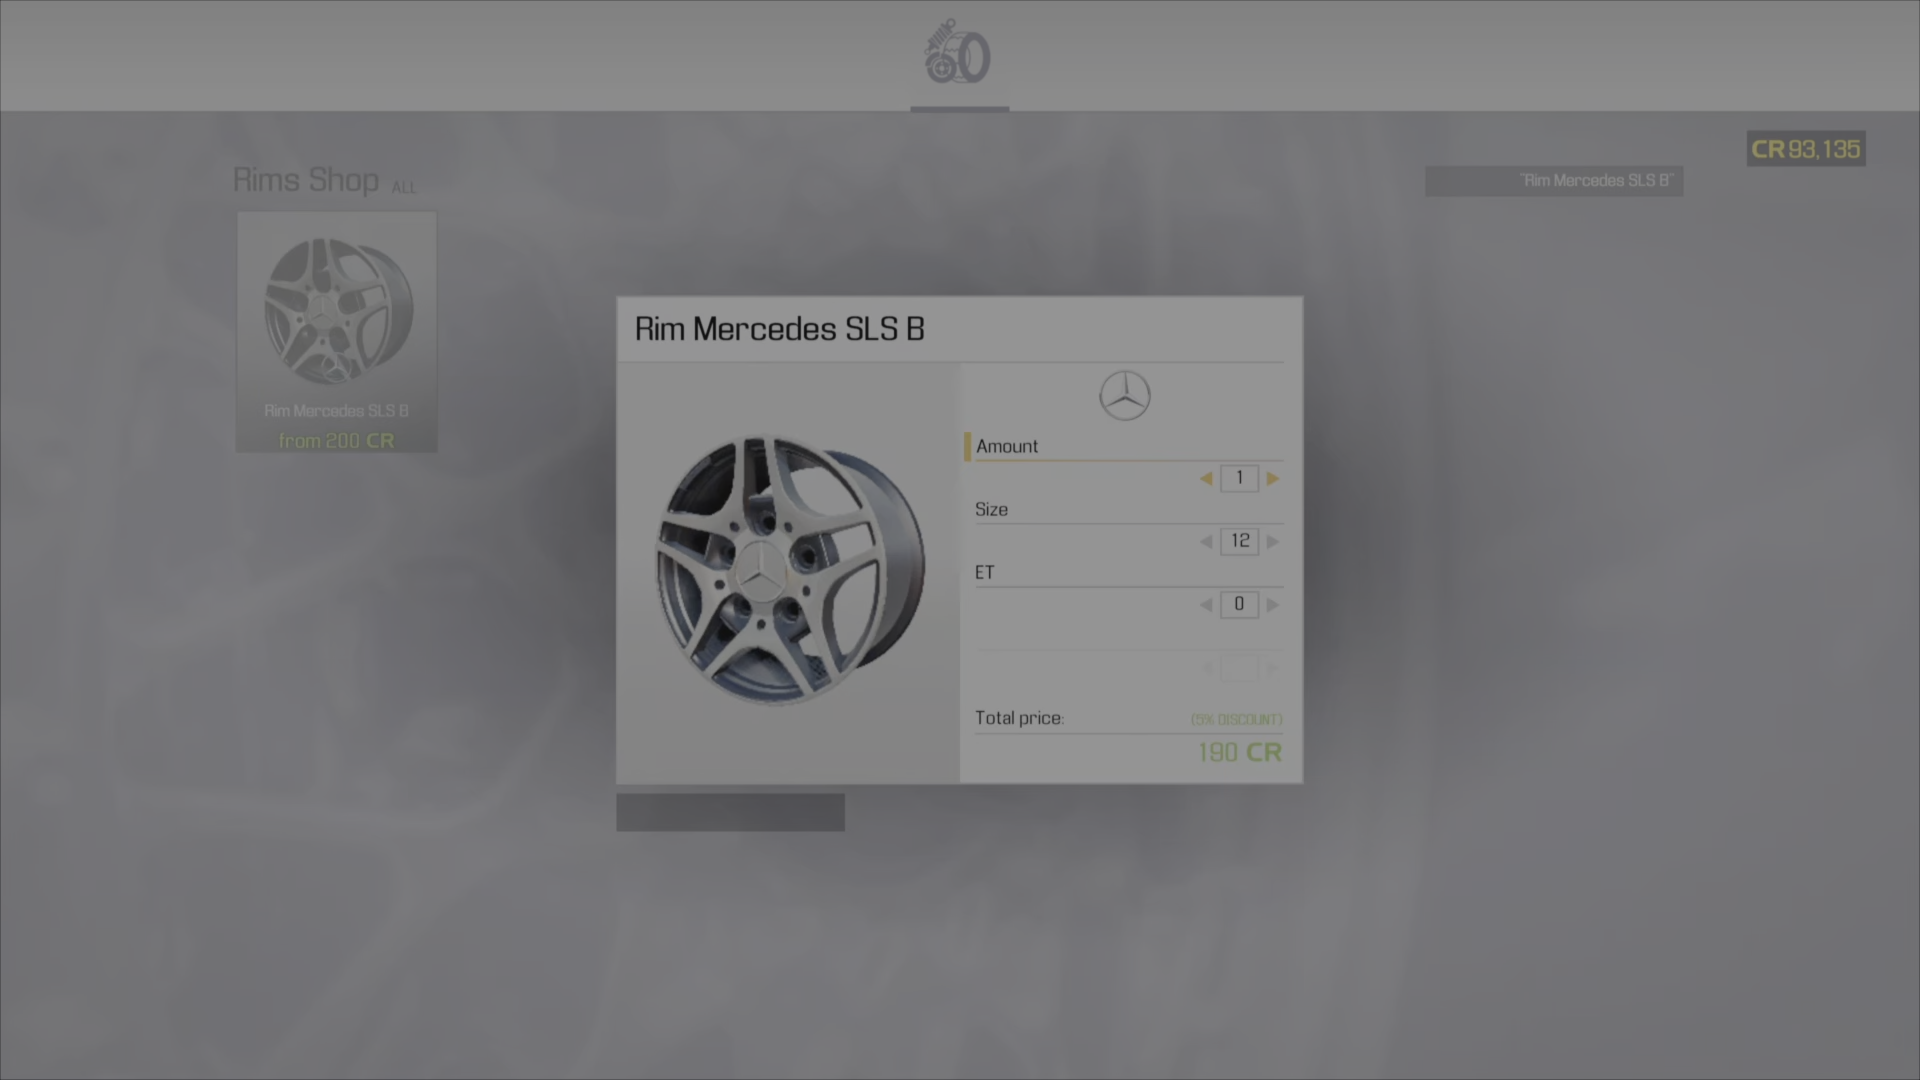 CR 93,135
Rims Shop ALL
"Rim Mercedes SLS B"
Rim Mercedes SLS B
from 200 CR
Rim Mercedes SLS B
Amount
1
Size
12
ET
0
Total price:
(5% DISCOUNT)
190 CR